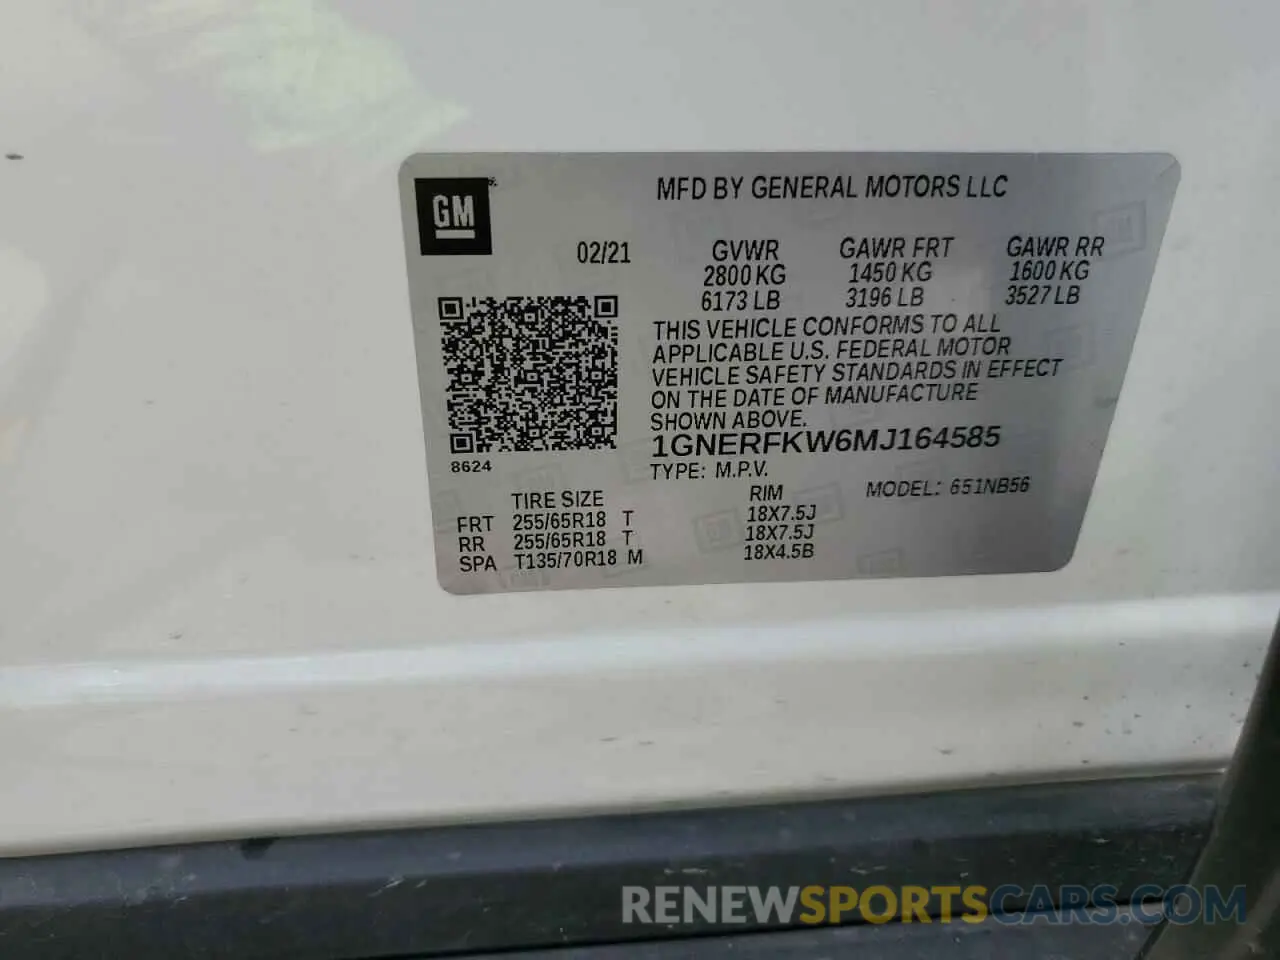 GM
MFD BY GENERAL MOTORS LLC
02/21
GVWR GAWR FRT GAWR RR
2800 KG 1450 KG 1600 KG
6173 LB 3196 LB 3527 LB
THIS VEHICLE CONFORMS TO ALL
APPLICABLE U.S. FEDERAL MOTOR
VEHICLE SAFETY STANDARDS IN EFFECT
ON THE DATE OF MANUFACTURE
SHOWN ABOVE.
1GNERFKW6MJ164585
8624
TYPE: M.P.V.
MODEL: 651NB56
TIRE SIZE RIM
FRT 255/65R18 T 18X7.5J
RR 255/65R18 T 18X7.5J
SPA T135/70R18 M 18X4.5B
RENEWSPORTSCARS.COM